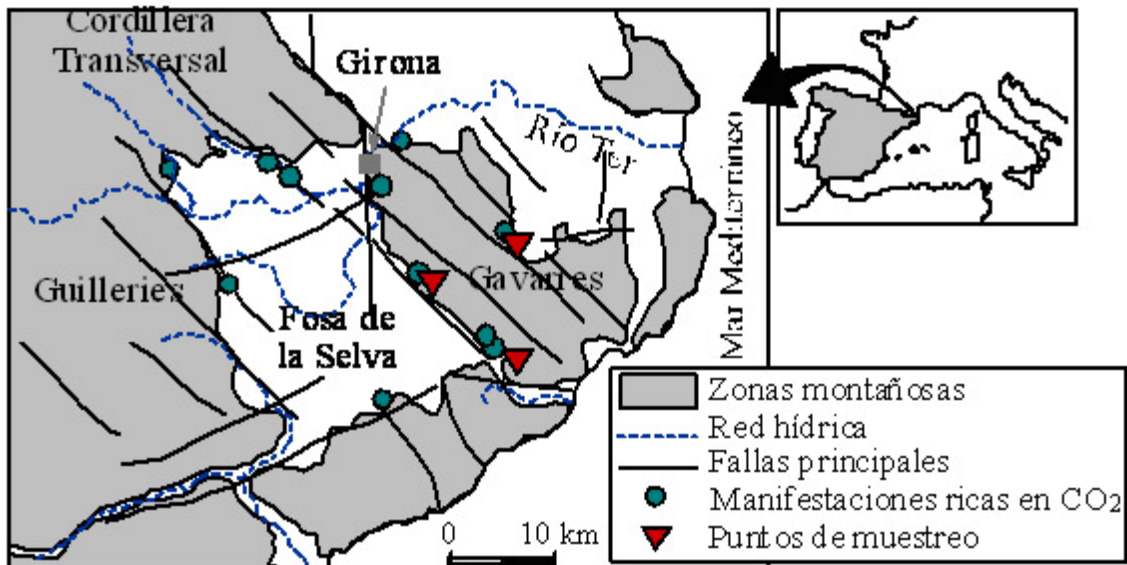 Cordillera
Transversal
Girona
Río Ter
Mar Mediterráneo
Guilleries
Gavarres
Fosa de
la Selva
0 10 km
Zonas montañosas
Red hídrica
Fallas principales
Manifestaciones ricas en CO₂
Puntos de muestreo